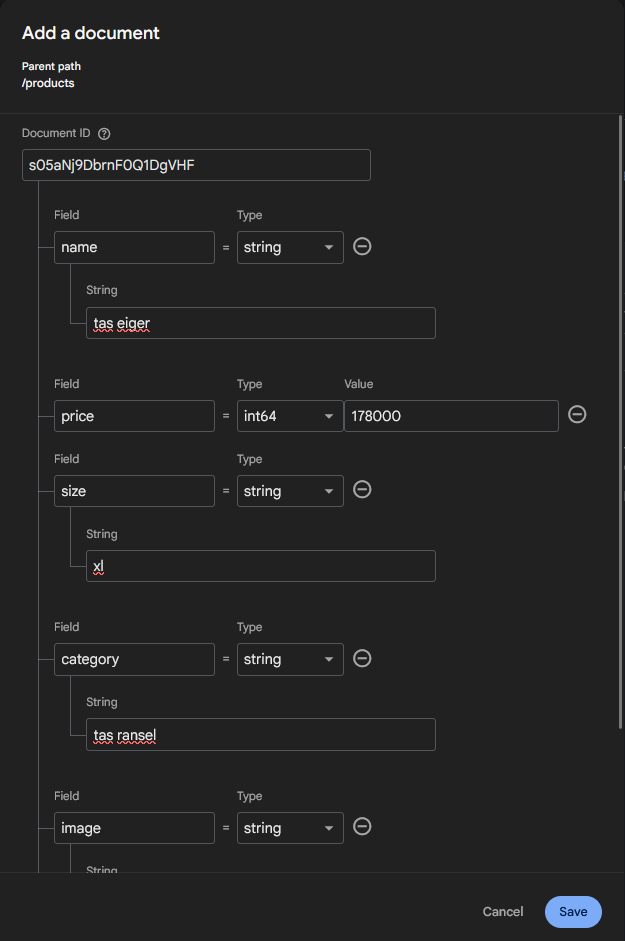 Add a document
Parent path
/products
Document ID
s05aNj9DbrnF0Q1DgVHF
Field Type
name = string
String
tas eiger
Field Type Value
price = int64 178000
Field Type
size = string
String
xl
Field Type
category = string
String
tas ransel
Field Type
image = string
String
Cancel Save